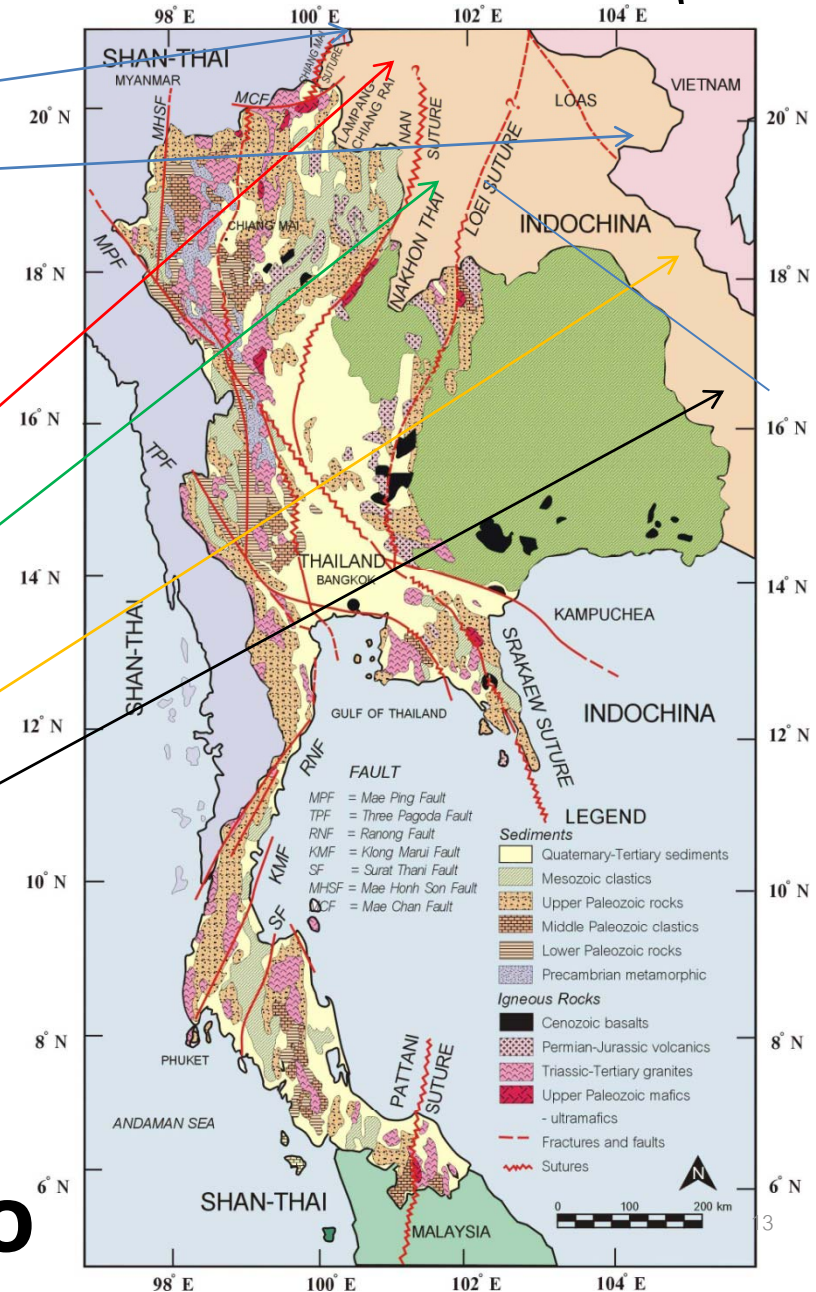 98° E 100° E 102° E 104° E
SHAN-THAI
MYANMAR
CHIANG MAI
SUTURE
MCF
MHSF
LAMPANG
CHIANG RAI
NAN
SUTURE
LOAS
VIETNAM
20° N 20° N
LOEI SUTURE
?
CHIANG MAI
NAKHON THAI
INDOCHINA
MPF
18° N 18° N
16° N 16° N
TPF
THAILAND
BANGKOK
14° N 14° N
KAMPUCHEA
SHAN-THAI
SRAKAEW SUTURE
GULF OF THAILAND
INDOCHINA
12° N 12° N
RNF
FAULT
MPF = Mae Ping Fault
TPF = Three Pagoda Fault
RNF = Ranong Fault
KMF = Klong Marui Fault
SF = Surat Thani Fault
MHSF = Mae Honh Son Fault
MCF = Mae Chan Fault
KMF
SF
LEGEND
Sediments
Quaternary-Tertiary sediments
Mesozoic clastics
Upper Paleozoic rocks
Middle Paleozoic clastics
Lower Paleozoic rocks
Precambrian metamorphic
Igneous Rocks
Cenozoic basalts
Permian-Jurassic volcanics
Triassic-Tertiary granites
Upper Paleozoic mafics
- ultramafics
Fractures and faults
Sutures
10° N 10° N
8° N 8° N
PHUKET
PATTANI
SUTURE
ANDAMAN SEA
6° N 6° N
SHAN-THAI
MALAYSIA
N
0 100 200 km
13
98° E 100° E 102° E 104° E